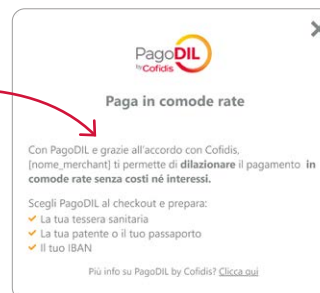 PagoDIL
by Cofidis
Paga in comode rate
Con PagoDIL e grazie all'accordo con Cofidis,
[nome_merchant] ti permette di dilazionare il pagamento in
comode rate senza costi né interessi.
Scegli PagoDIL al checkout e prepara:
✓ La tua tessera sanitaria
✓ La tua patente o il tuo passaporto
✓ Il tuo IBAN
Più info su PagoDIL by Cofidis? Clicca qui